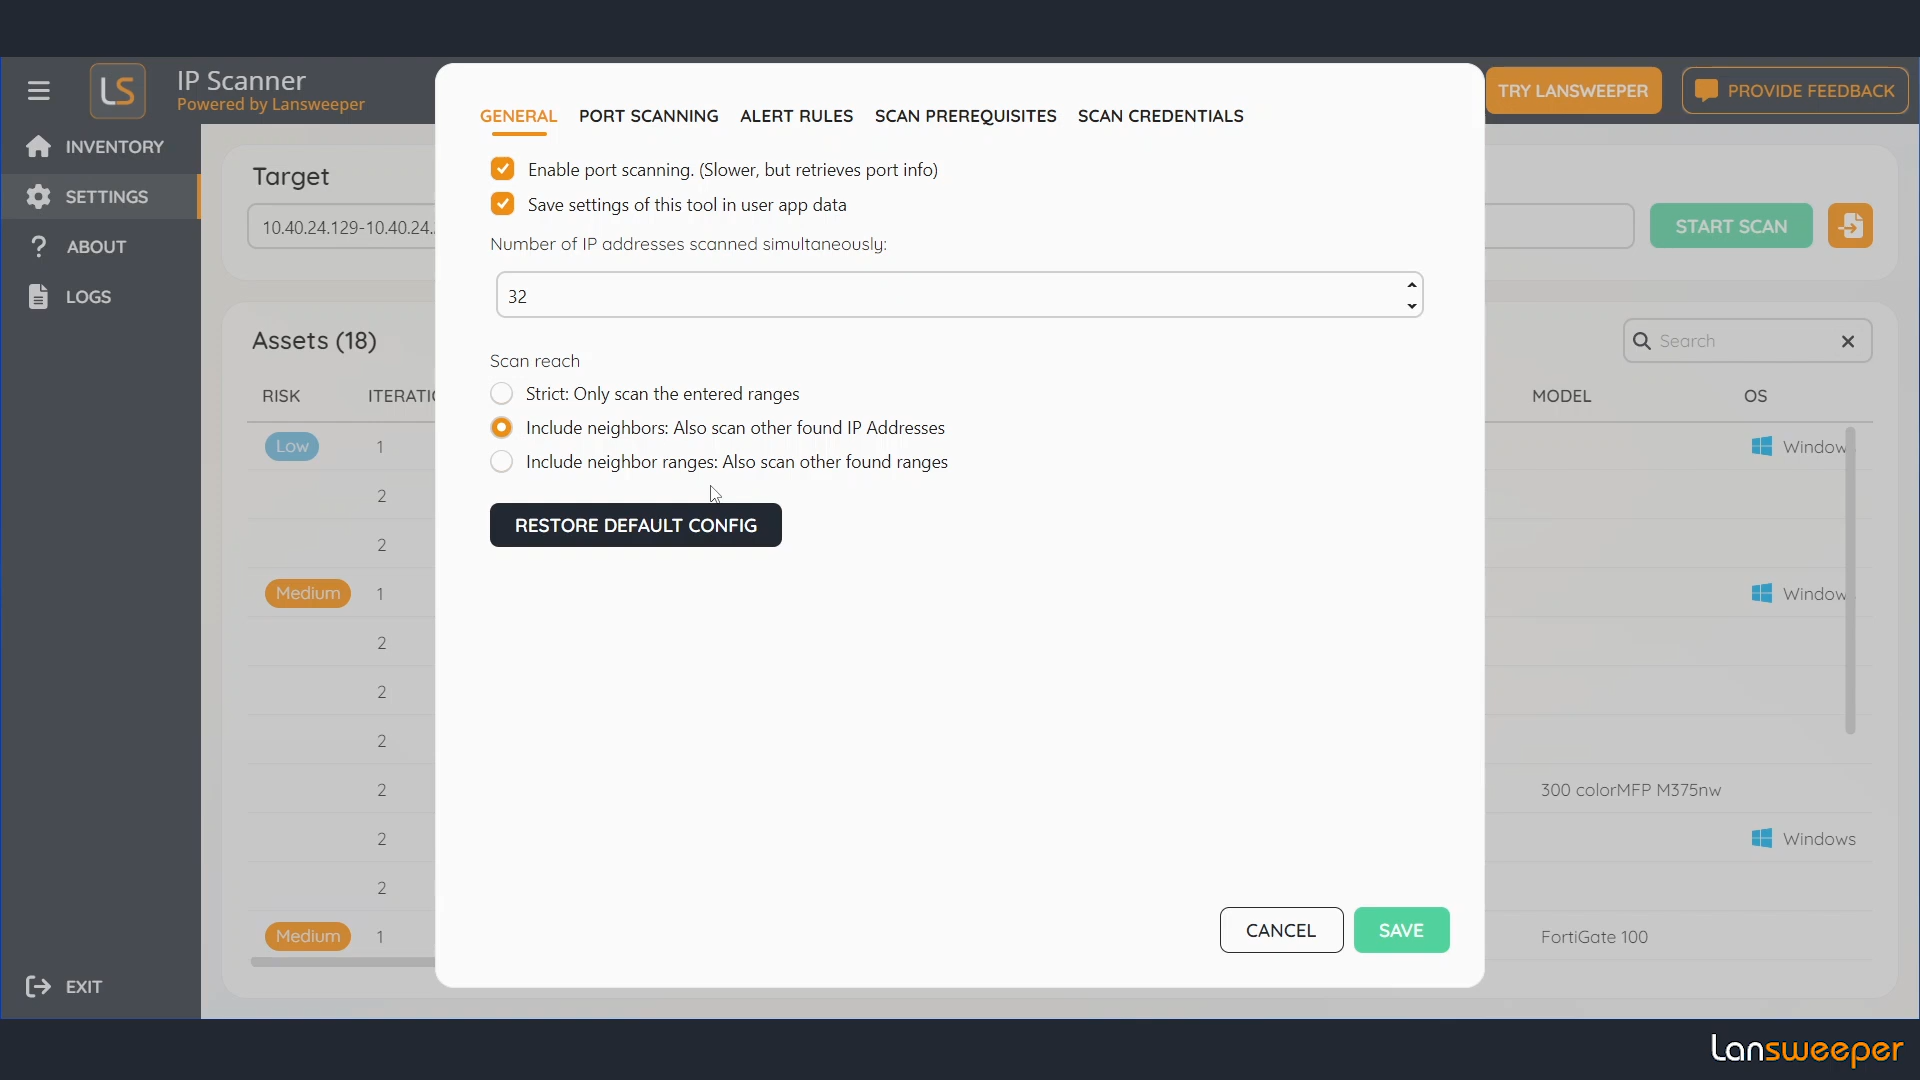 LS
IP Scanner
Powered by Lansweeper
TRY LANSWEEPER
PROVIDE FEEDBACK
INVENTORY
SETTINGS
ABOUT
LOGS
EXIT
Target
10.40.24.129-10.40.24...
START SCAN
Assets (18)
Search
RISK
MODEL
OS
Low 1
2
2
Medium 1
2
2
2
2
2
2
Medium 1
Windows
300 colorMFP M375nw
Windows
FortiGate 100
GENERAL PORT SCANNING ALERT RULES SCAN PREREQUISITES SCAN CREDENTIALS
Enable port scanning. (Slower, but retrieves port info)
Save settings of this tool in user app data
Number of IP addresses scanned simultaneously:
32
Scan reach
Strict: Only scan the entered ranges
Include neighbors: Also scan other found IP Addresses
Include neighbor ranges: Also scan other found ranges
RESTORE DEFAULT CONFIG
CANCEL SAVE
Lansweeper